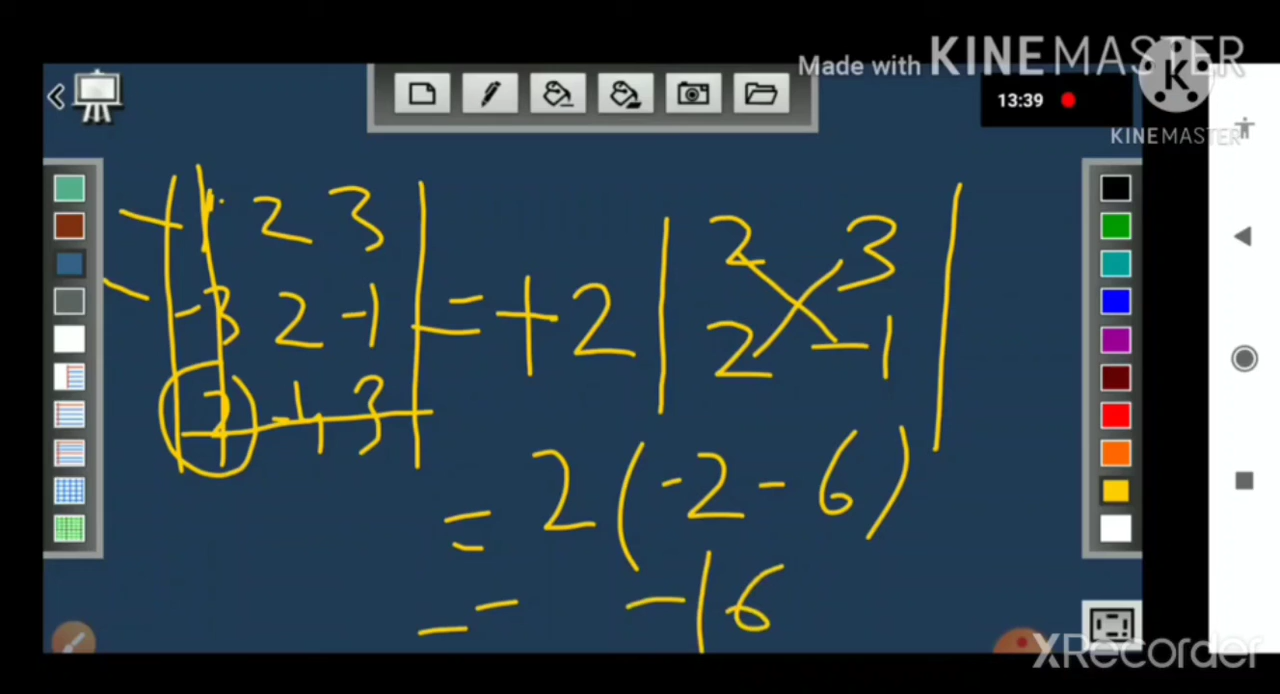 Made with KINEMASTER
K
13:39
KINEMASTER
1 2 3
-3 2 -1 = +2 | 2 3 |
2 -4 3 | 2 -1 |
= 2(-2-6)
= -16
XRecorder